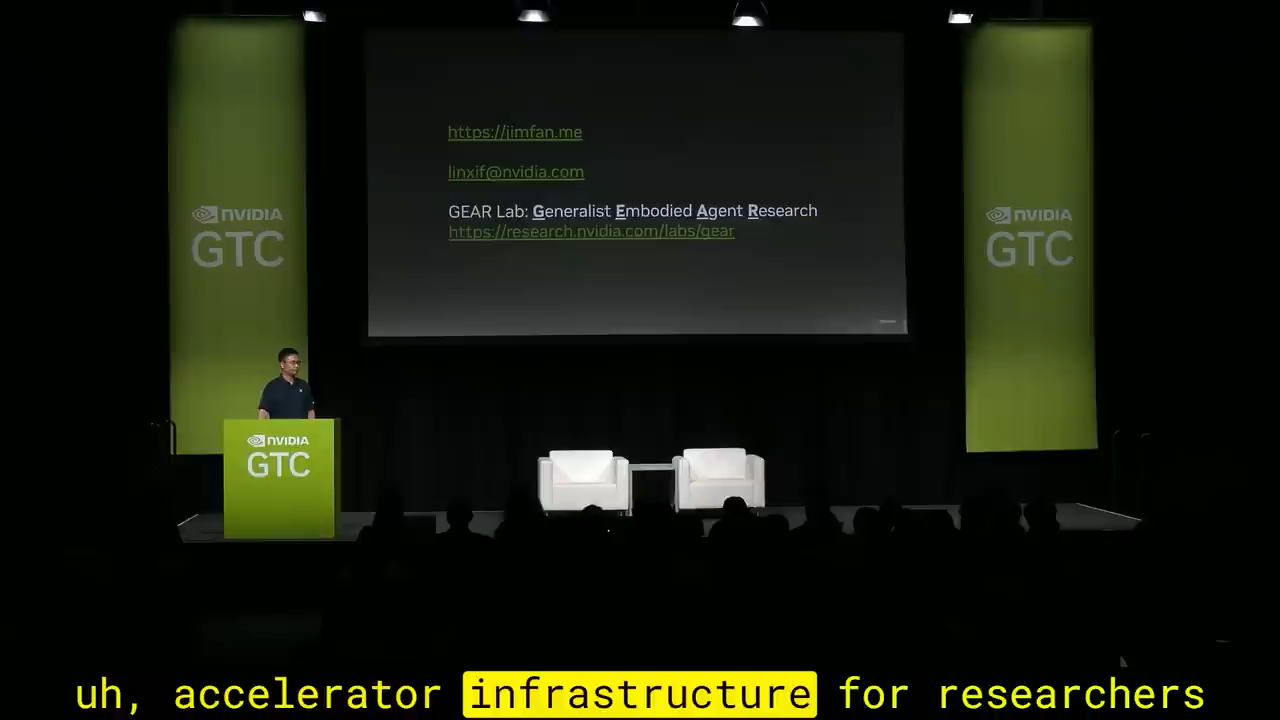 https://jimfan.me
linxif@nvidia.com
GEAR Lab: Generalist Embodied Agent Research
https://research.nvidia.com/labs/gear
NVIDIA
GTC
NVIDIA
GTC
NVIDIA
GTC
uh, accelerator infrastructure for researchers